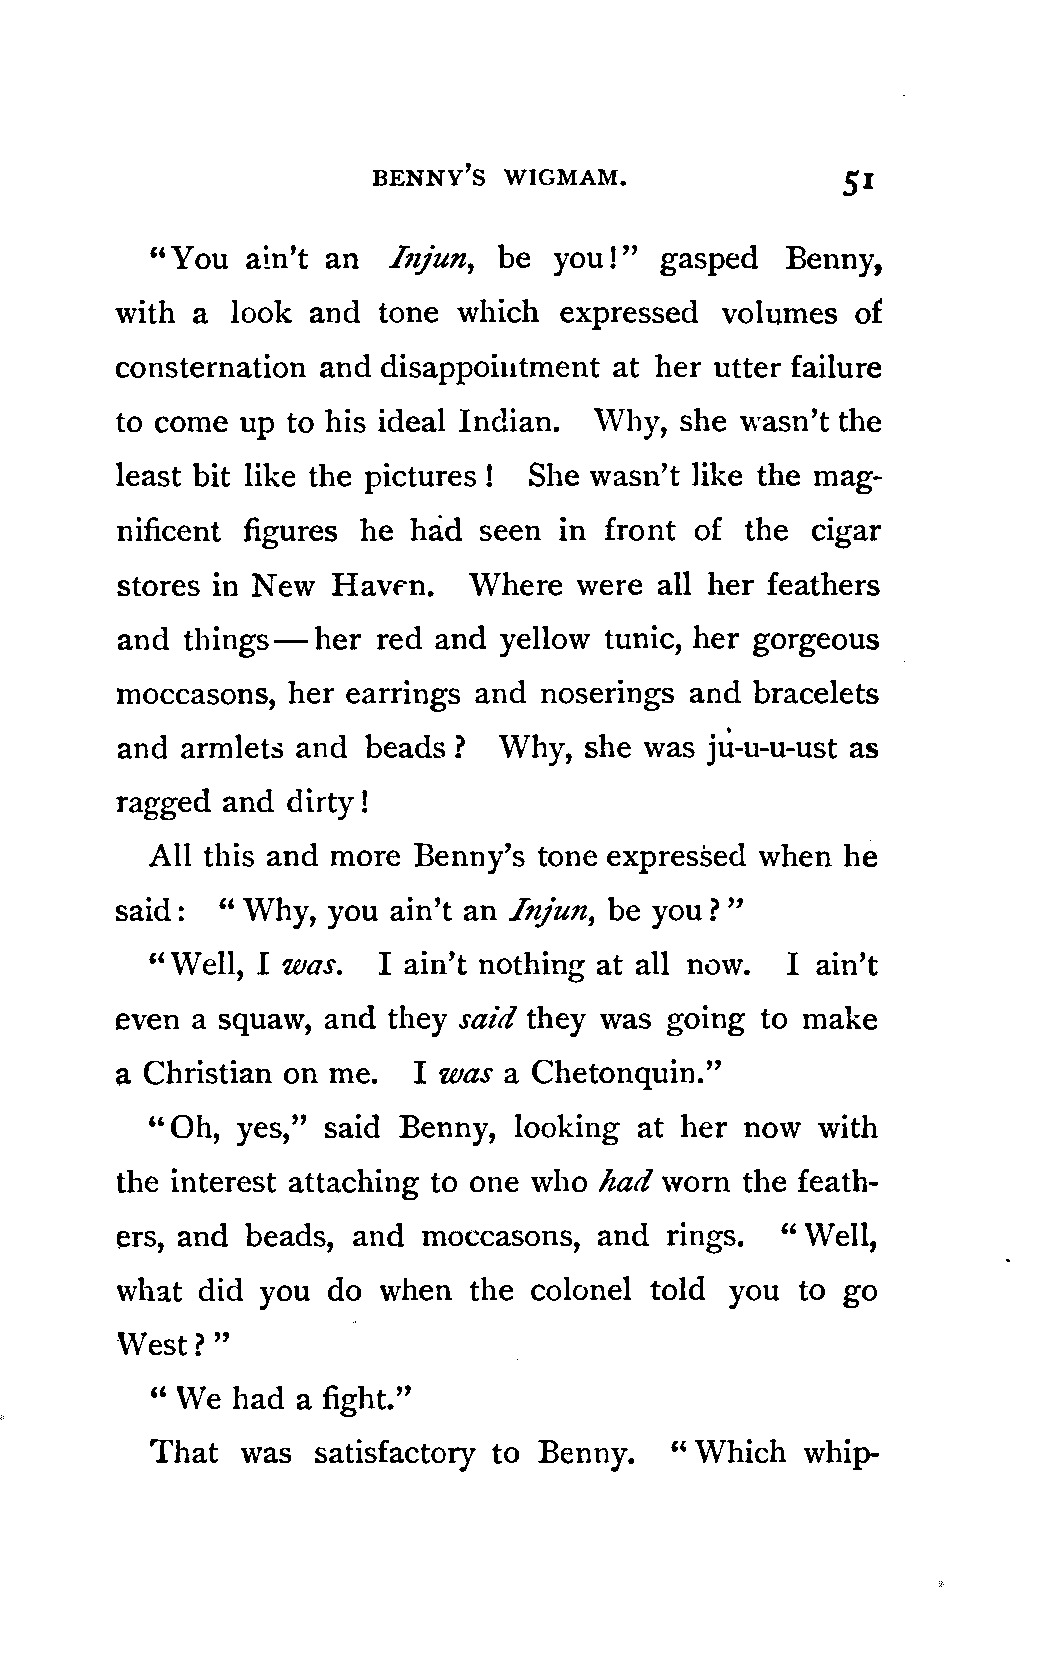 BENNY'S WIGMAM. 51
"You ain't an Injun, be you!" gasped Benny,
with a look and tone which expressed volumes of
consternation and disappointment at her utter failure
to come up to his ideal Indian. Why, she wasn't the
least bit like the pictures! She wasn't like the mag-
nificent figures he had seen in front of the cigar
stores in New Haven. Where were all her feathers
and things—her red and yellow tunic, her gorgeous
moccasons, her earrings and noserings and bracelets
and armlets and beads? Why, she was ju-u-u-ust as
ragged and dirty!
All this and more Benny's tone expressed when he
said: "Why, you ain't an Injun, be you?"
"Well, I was. I ain't nothing at all now. I ain't
even a squaw, and they said they was going to make
a Christian on me. I was a Chetonquin."
"Oh, yes," said Benny, looking at her now with
the interest attaching to one who had worn the feath-
ers, and beads, and moccasons, and rings. "Well,
what did you do when the colonel told you to go
West?"
"We had a fight."
That was satisfactory to Benny. "Which whip-